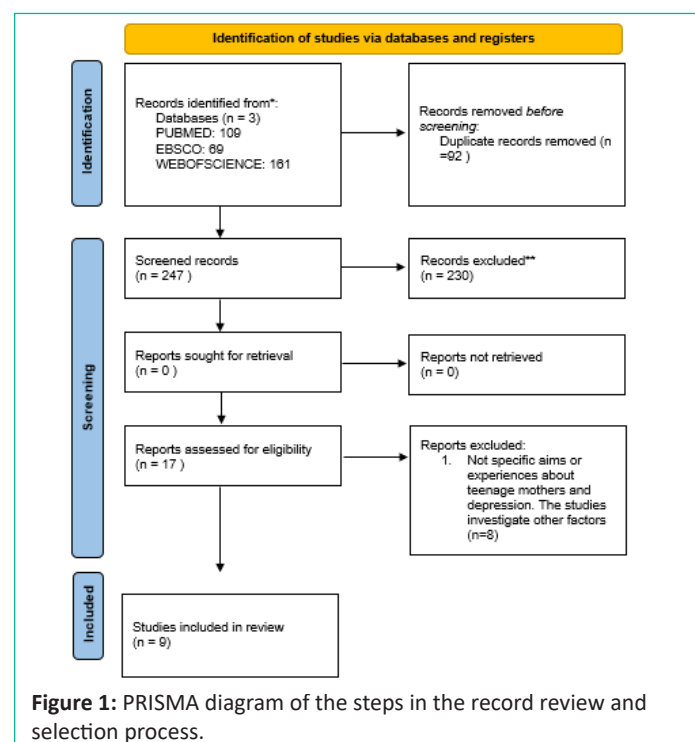 Identification of studies via databases and registers
Identification
Records identified from*:
Databases (n = 3)
PUBMED: 109
EBSCO: 69
WEBOFSCIENCE: 161
Records removed before
screening:
Duplicate records removed (n
=92 )
Screening
Screened records
(n = 247 )
Records excluded**
(n = 230)
Reports sought for retrieval
(n = 0 )
Reports not retrieved
(n = 0)
Reports assessed for eligibility
(n = 17 )
Reports excluded:
1. Not specific aims or
experiences about
teenage mothers and
depression. The studies
investigate other factors
(n=8)
Included
Studies included in review
(n = 9)
Figure 1: PRISMA diagram of the steps in the record review and
selection process.